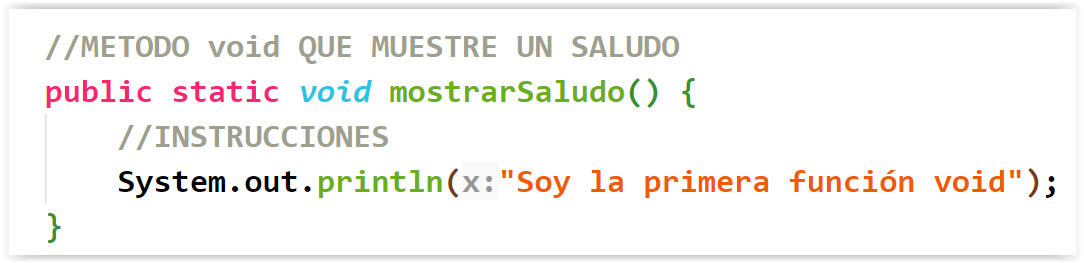 //METODO void QUE MUESTRE UN SALUDO
public static void mostrarSaludo() {
//INSTRUCCIONES
System.out.println(x:"Soy la primera función void");
}